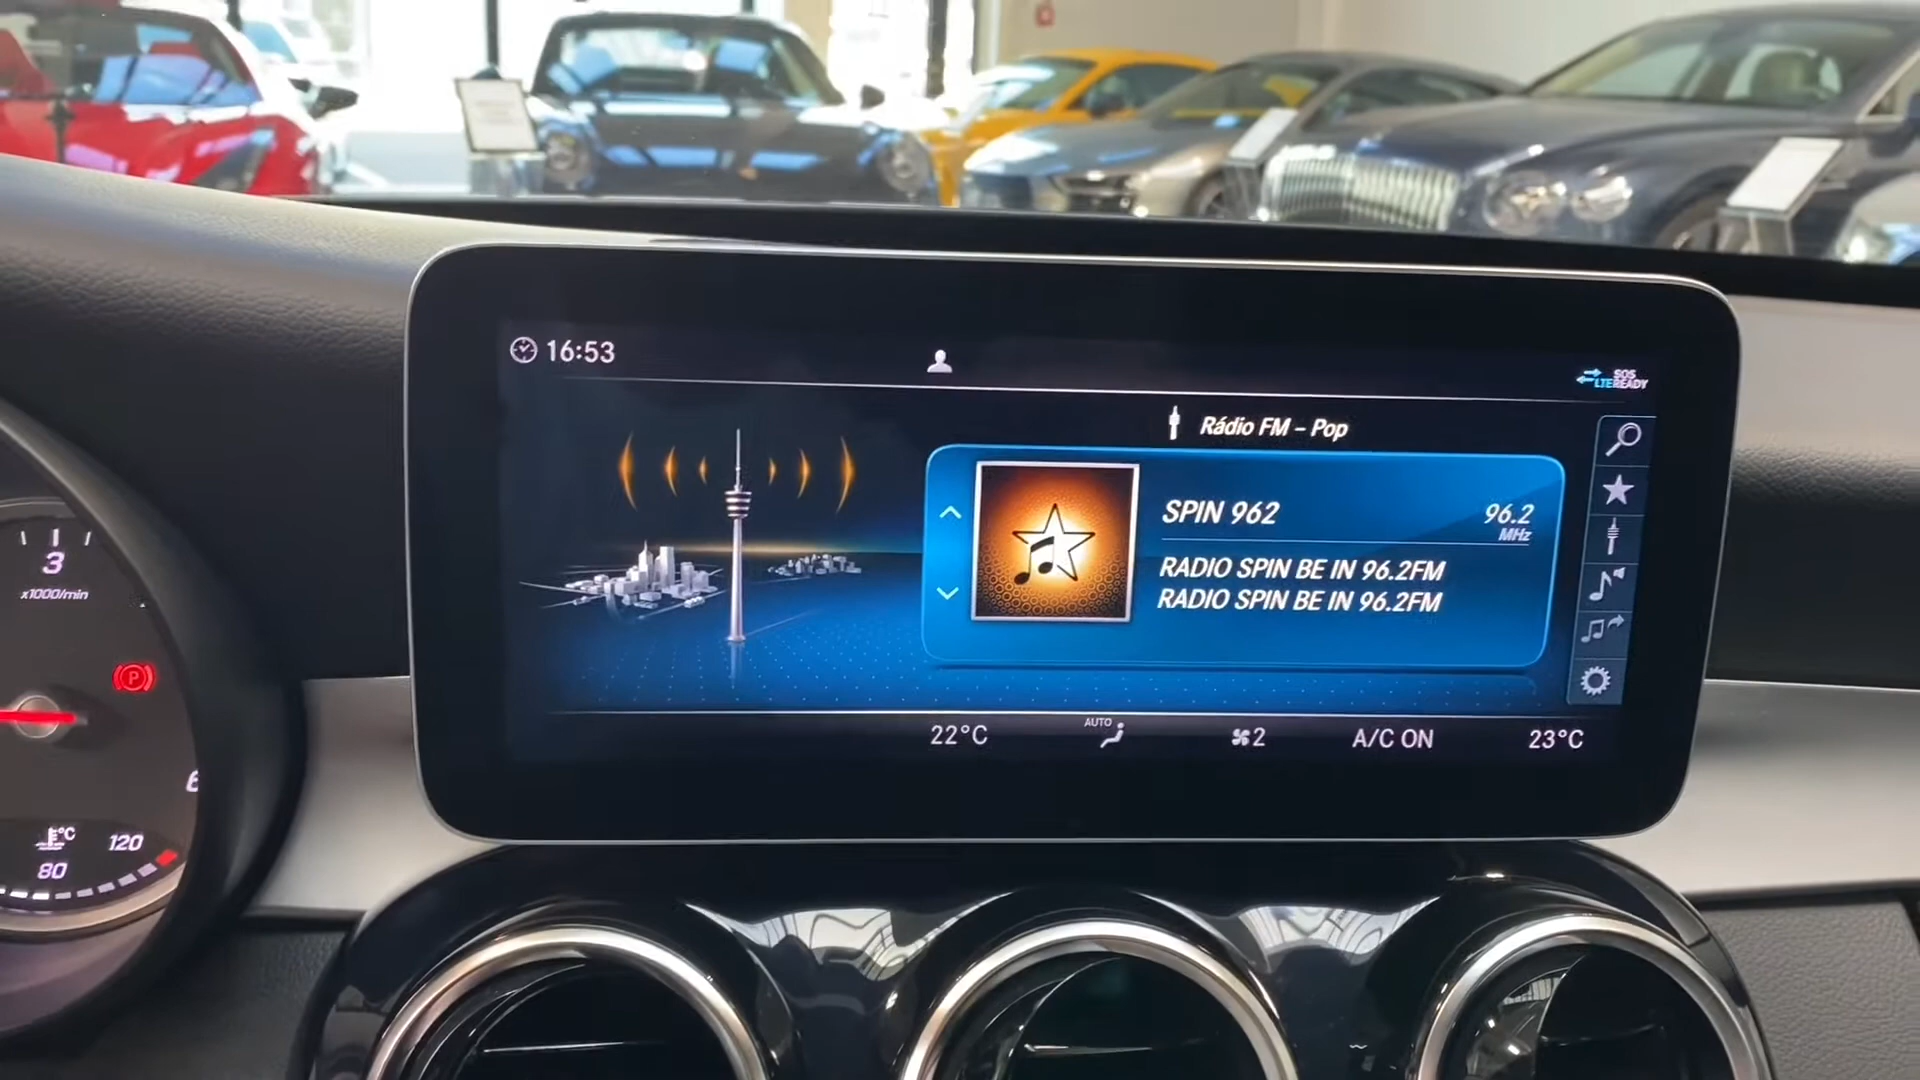 16:53
SOS
LTE READY
Rádio FM – Pop
SPIN 962
96.2
MHz
RADIO SPIN BE IN 96.2FM
RADIO SPIN BE IN 96.2FM
22°C
AUTO
2
A/C ON
23°C
3
x1000/min
P
6
°C
120
80